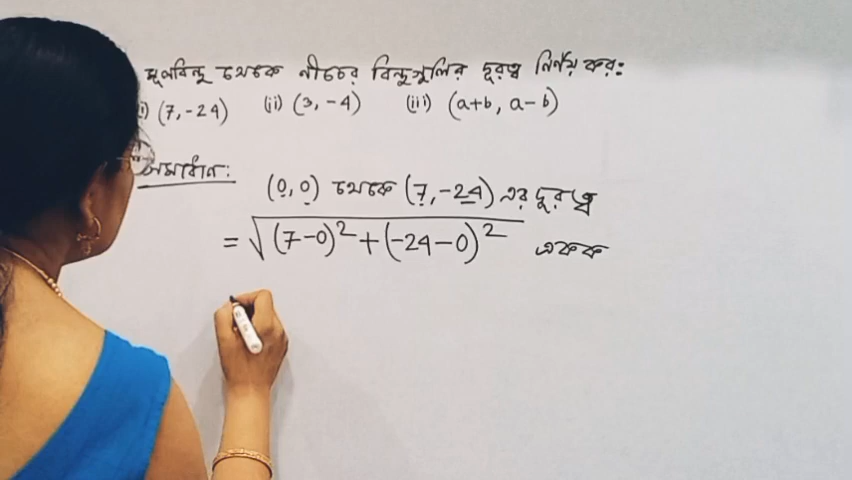 মূলবিন্দু থেকে নীচের বিন্দুগুলির দূরত্ব নির্ণয় কর:
i) (7, -24) (ii) (3, -4) (iii) (a+b, a-b)
সমাধান:
(0, 0) থেকে (7, -24) এর দূরত্ব
= √(7-0)² + (-24-0)² একক